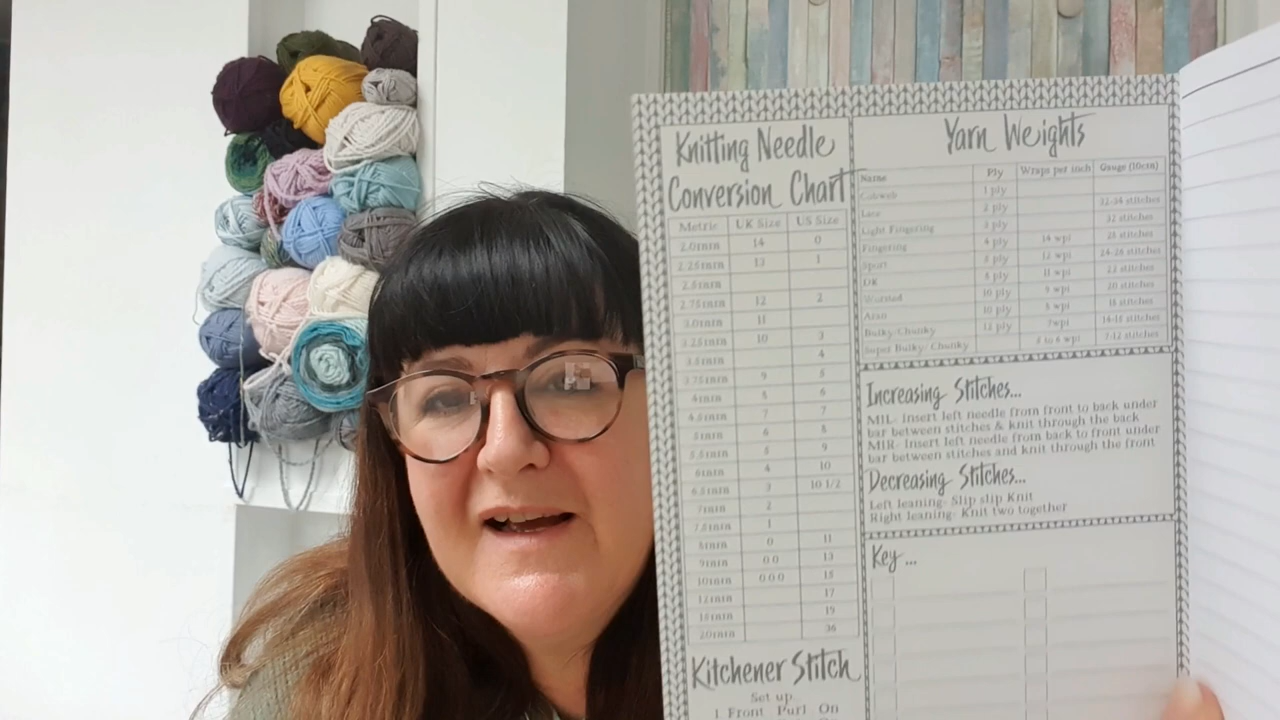 Knitting Needle
Conversion Chart
Metric UK Size US Size
2.0mm 14 0
2.25mm 13 1
2.5mm
2.75mm 12 2
3.0mm 11
3.25mm 10 3
3.5mm 4
3.75mm 9 5
4mm 8 6
4.5mm 7 7
5mm 6 8
5.5mm 5 9
6mm 4 10
6.5mm 3 10 1/2
7mm 2
7.5mm 1
8mm 0 11
9mm 00 13
10mm 000 15
12mm 17
16mm 19
20mm 36
Kitchener Stitch
Set up
1. Front Purl On
Yarn Weights
Name Ply Wraps per inch Gauge (10cm)
Cobweb 1 ply
Lace 2 ply 32-34 stitches
Light Fingering 3 ply 32 stitches
Fingering 4 ply 14 wpi 28 stitches
Sport 5 ply 12 wpi 24-26 stitches
DK 8 ply 11 wpi 22 stitches
Worsted 10 ply 9 wpi 20 stitches
Aran 10 ply 8 wpi 18 stitches
Bulky/Chunky 12 ply 7wpi 14-15 stitches
Super Bulky/Chunky 5 to 6 wpi 7-12 stitches
Increasing Stitches...
M1L- Insert left needle from front to back under
bar between stitches & knit through the back
M1R- Insert left needle from back to front under
bar between stitches and knit through the front
Decreasing Stitches...
Left leaning- Slip slip Knit
Right leaning- Knit two together
Key...